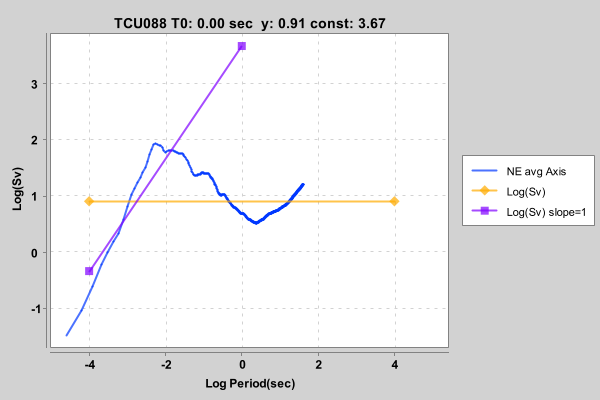 TCU088 T0: 0.00 sec  y: 0.91 const: 3.67
3
2
1
0
-1
Log(Sv)
-4
-2
0
2
4
Log Period(sec)
NE avg Axis
Log(Sv)
Log(Sv) slope=1